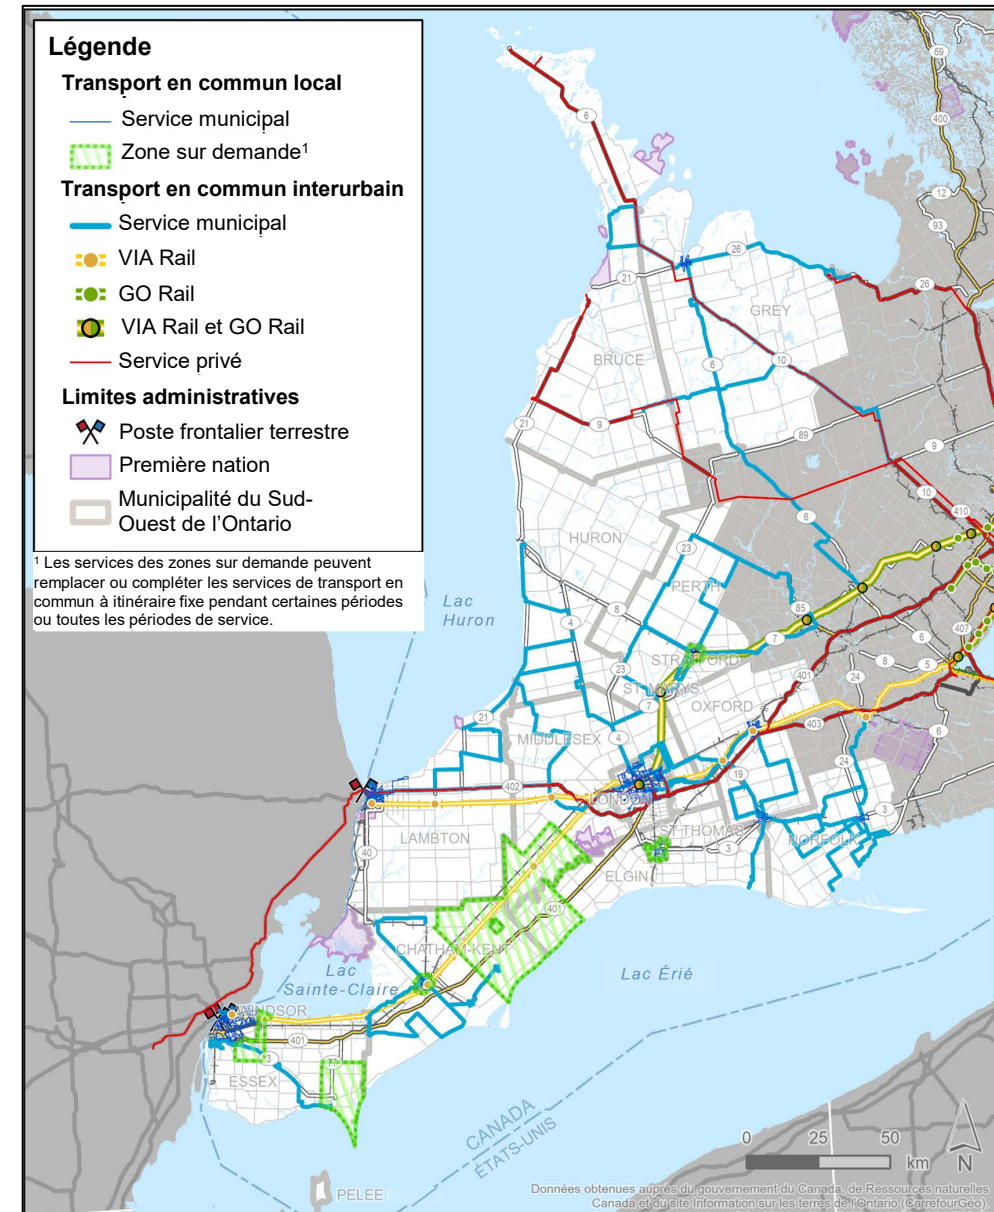 Légende
Transport en commun local
Service municipal
Zone sur demande¹
Transport en commun interurbain
Service municipal
VIA Rail
GO Rail
VIA Rail et GO Rail
Service privé
Limites administratives
Poste frontalier terrestre
Première nation
Municipalité du Sud-
Ouest de l'Ontario
¹ Les services des zones sur demande peuvent
remplacer ou compléter les services de transport en
commun à itinéraire fixe pendant certaines périodes
ou toutes les périodes de service.
69
400
6
12
93
26
21
26
GREY
BRUCE
6
10
21
9
89
9
10
410
6
HURON
23
PERTH
Lac
Huron
8
85
4
7
407
6
STRATFORD
8
5
23
401
24
ST. MARYS
7
OXFORD
21
403
6
4
MIDDLESEX
24
19
402
LONDON
3
ST. THOMAS
LAMBTON
3
NORFOLK
40
ELGIN
401
CHATHAM-KENT
Lac
Sainte-Claire
Lac Érié
WINDSOR
401
3
77
ESSEX
CANADA
ÉTATS-UNIS
0 25 50
km
N
PELEE
Données obtenues auprès du gouvernement du Canada, de Ressources naturelles
Canada et du site Information sur les terres de l'Ontario (CarrefourGéo)